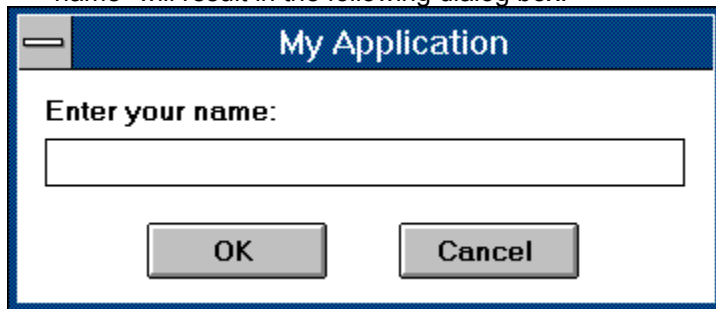 name" will result in the following dialog box:
My Application
Enter your name:
OK
Cancel